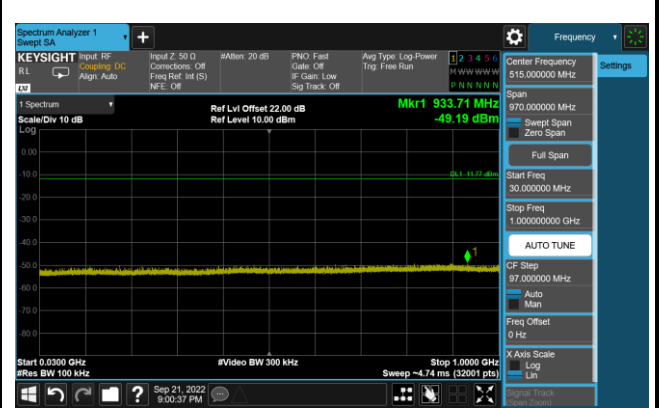 Spectrum Analyzer 1
Swept SA
+
Frequency
KEYSIGHT
Input: RF
Input Z: 50 Ω
#Atten: 20 dB
PNO: Fast
Avg Type: Log-Power
1 2 3 4 5 6
RL
Coupling: DC
Corrections: Off
Gate: Off
Trig: Free Run
M W W W W W
Align: Auto
Freq Ref: Int (S)
IF Gain: Low
P N N N N N
LXI
NFE: Off
Sig Track: Off
1 Spectrum
Ref Lvl Offset 22.00 dB
Mkr1 933.71 MHz
Scale/Div 10 dB
Ref Level 10.00 dBm
-49.19 dBm
Log
0.00
-10.0
DL1 -11.77 dBm
-20.0
-30.0
-40.0
1
-50.0
-60.0
-70.0
-80.0
Start 0.0300 GHz
#Video BW 300 kHz
Stop 1.0000 GHz
#Res BW 100 kHz
Sweep ~4.74 ms (32001 pts)
Center Frequency
515.000000 MHz
Settings
Span
970.000000 MHz
Swept Span
Zero Span
Full Span
Start Freq
30.000000 MHz
Stop Freq
1.000000000 GHz
AUTO TUNE
CF Step
97.000000 MHz
Auto
Man
Freq Offset
0 Hz
X Axis Scale
Log
Lin
Signal Track
(Span Zoom)
?
Sep 21, 2022
9:00:37 PM